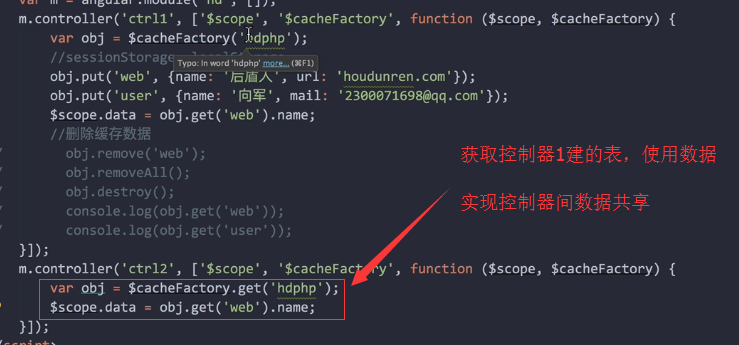 var m = angular.module('hd', []);
m.controller('ctrl1', ['$scope', '$cacheFactory', function ($scope, $cacheFactory) {
var obj = $cacheFactory('hdphp');
//sessionStorage
Typo: In word 'hdphp' more... (⌘F1)
obj.put('web', {name: '后盾人', url: 'houdunren.com'});
obj.put('user', {name: '向军', mail: '2300071698@qq.com'});
$scope.name = obj.get('web').name;
//删除缓存数据
obj.remove('web');
obj.removeAll();
obj.destroy();
console.log(obj.get('web'));
console.log(obj.get('user'));
}]);
获取控制器1建的表，使用数据
实现控制器间数据共享
m.controller('ctrl2', ['$scope', '$cacheFactory', function ($scope, $cacheFactory) {
var obj = $cacheFactory.get('hdphp');
$scope.data = obj.get('web').name;
}]);
(script>